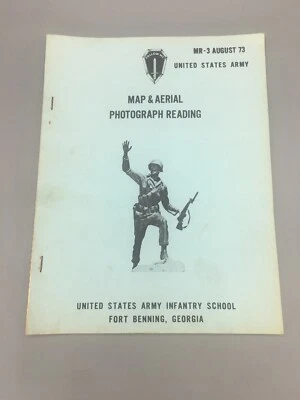 MR-3 AUGUST 73
UNITED STATES ARMY
MAP & AERIAL
PHOTOGRAPH READING
UNITED STATES ARMY INFANTRY SCHOOL
FORT BENNING, GEORGIA